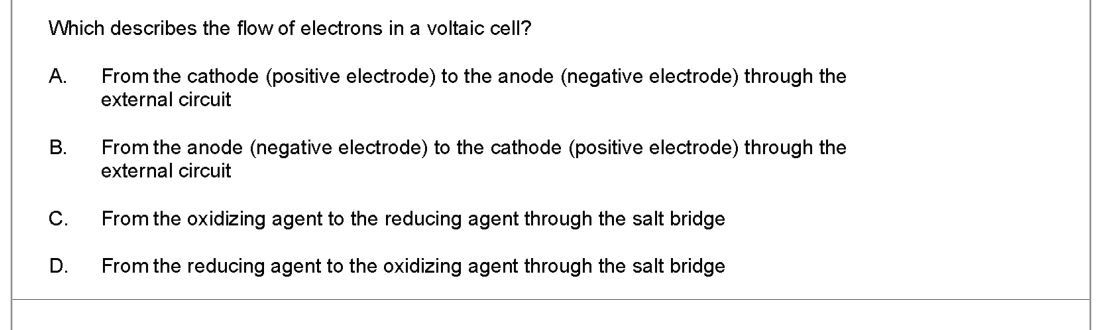 Which describes the flow of electrons in a voltaic cell?
A. From the cathode (positive electrode) to the anode (negative electrode) through the
external circuit
B. From the anode (negative electrode) to the cathode (positive electrode) through the
external circuit
C. From the oxidizing agent to the reducing agent through the salt bridge
D. From the reducing agent to the oxidizing agent through the salt bridge